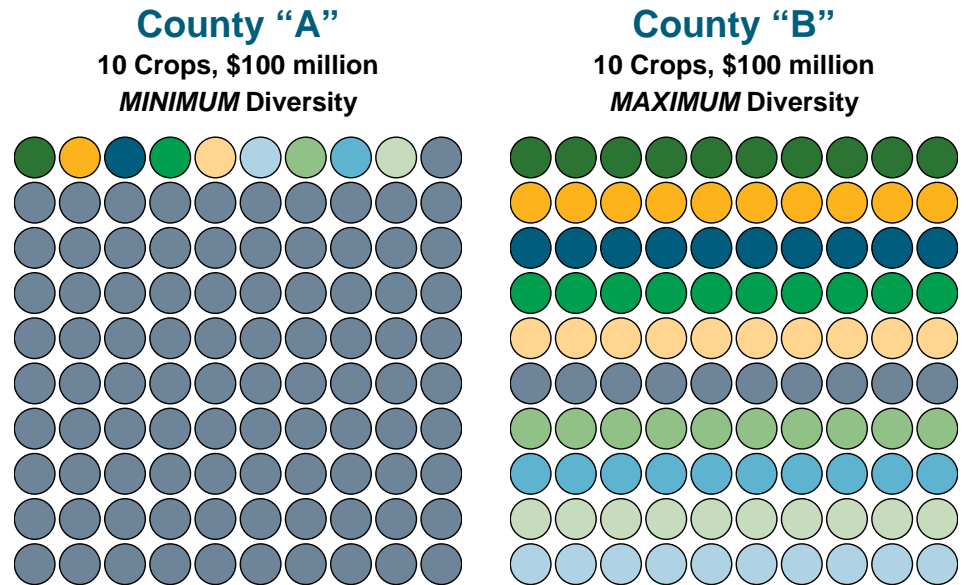 County “A”
10 Crops, $100 million
MINIMUM Diversity
County “B”
10 Crops, $100 million
MAXIMUM Diversity